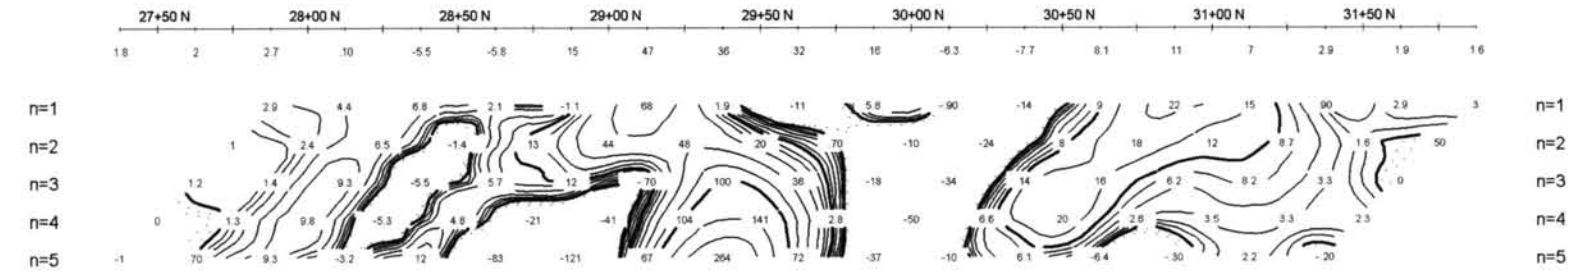 27+50 N 28+00 N 28+50 N 29+00 N 29+50 N 30+00 N 30+50 N 31+00 N 31+50 N
1.8 2 2.7 .10 -5.5 -5.8 15 47 36 32 16 -6.3 -7.7 8.1 11 7 2.9 1.9 1.6
n=1 2.9 4.4 6.8 2.1 -1.1 68 1.9 -11 5.8 -90 -14 9 22 15 90 2.9 3 n=1
n=2 1 2.4 6.5 -1.4 13 44 48 20 70 -10 -24 8 18 12 8.7 1.6 50 n=2
n=3 1.2 1.4 9.3 -5.5 5.7 12 -70 100 36 -18 -34 14 16 6.2 8.2 3.3 0 n=3
n=4 0 1.3 9.8 -5.3 4.8 -21 -41 104 141 2.8 -50 6.6 20 2.6 3.5 3.3 2.3 n=4
n=5 -1 70 9.3 -3.2 12 -83 -121 67 264 72 -37 -10 6.1 -6.4 -30 2.2 -20 n=5